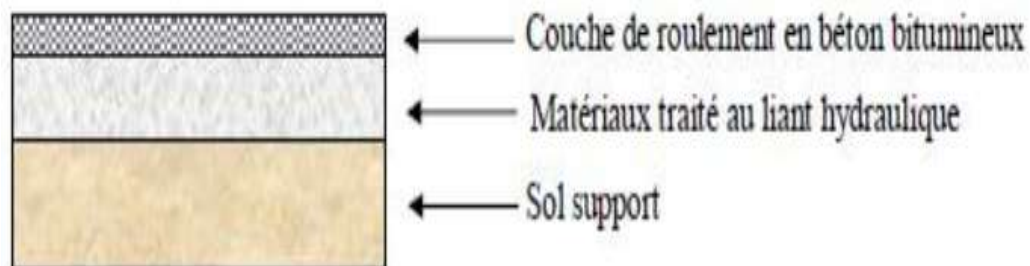 Couche de roulement en béton bitumineux
Matériaux traité au liant hydraulique
Sol support